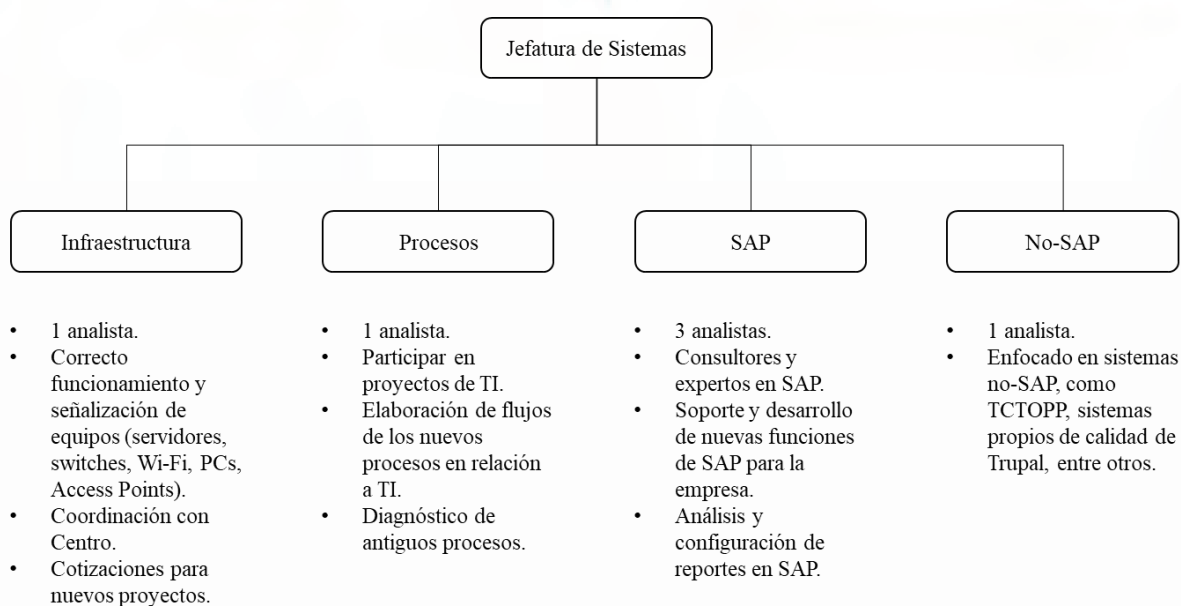 Jefatura de Sistemas
Infraestructura
Procesos
SAP
No-SAP
• 1 analista.
• Correcto
funcionamiento y
señalización de
equipos (servidores,
switches, Wi-Fi, PCs,
Access Points).
• Coordinación con
Centro.
• Cotizaciones para
nuevos proyectos.
• 1 analista.
• Participar en
proyectos de TI.
• Elaboración de flujos
de los nuevos
procesos en relación
a TI.
• Diagnóstico de
antiguos procesos.
• 3 analistas.
• Consultores y
expertos en SAP.
• Soporte y desarrollo
de nuevas funciones
de SAP para la
empresa.
• Análisis y
configuración de
reportes en SAP.
• 1 analista.
• Enfocado en sistemas
no-SAP, como
TCTOPP, sistemas
propios de calidad de
Trupal, entre otros.